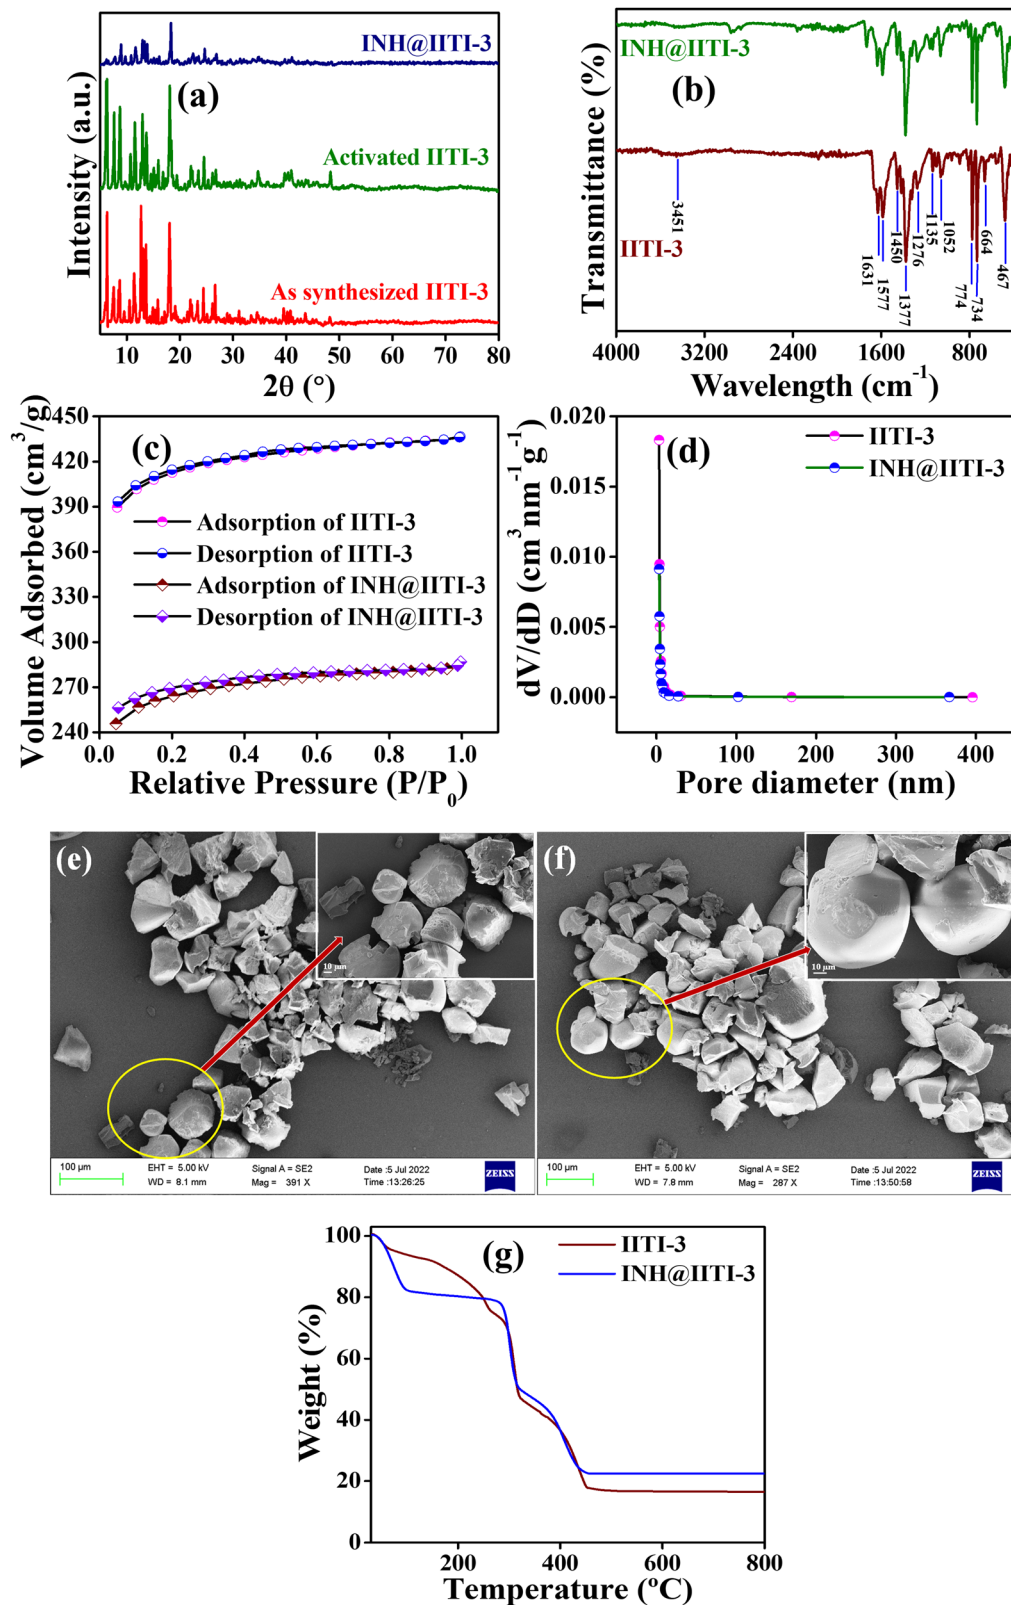 (a)
INH@IITI-3
Activated IITI-3
As synthesized IITI-3
Intensity (a.u.)
10 20 30 40 50 60 70 80
2θ (°)
(b)
INH@IITI-3
IITI-3
3451
1631
1577
1450
1377
1276
1135
1052
774
734
664
467
Transmittance (%)
4000 3200 2400 1600 800
Wavelength (cm⁻¹)
(c)
Volume Adsorbed (cm³/g)
450
420
390
360
330
300
270
240
Adsorption of IITI-3
Desorption of IITI-3
Adsorption of INH@IITI-3
Desorption of INH@IITI-3
0.0 0.2 0.4 0.6 0.8 1.0
Relative Pressure (P/P₀)
(d)
dV/dD (cm³ nm⁻¹g⁻¹)
0.020
0.015
0.010
0.005
0.000
IITI-3
INH@IITI-3
0 100 200 300 400
Pore diameter (nm)
(e)
10 µm
100 µm
EHT = 5.00 kV
WD = 8.1 mm
Signal A = SE2
Mag = 391 X
Date :5 Jul 2022
Time :13:26:25
ZEISS
(f)
10 µm
100 µm
EHT = 5.00 kV
WD = 7.8 mm
Signal A = SE2
Mag = 287 X
Date :5 Jul 2022
Time :13:50:58
ZEISS
(g)
IITI-3
INH@IITI-3
Weight (%)
100
80
60
40
20
0
200 400 600 800
Temperature (ºC)